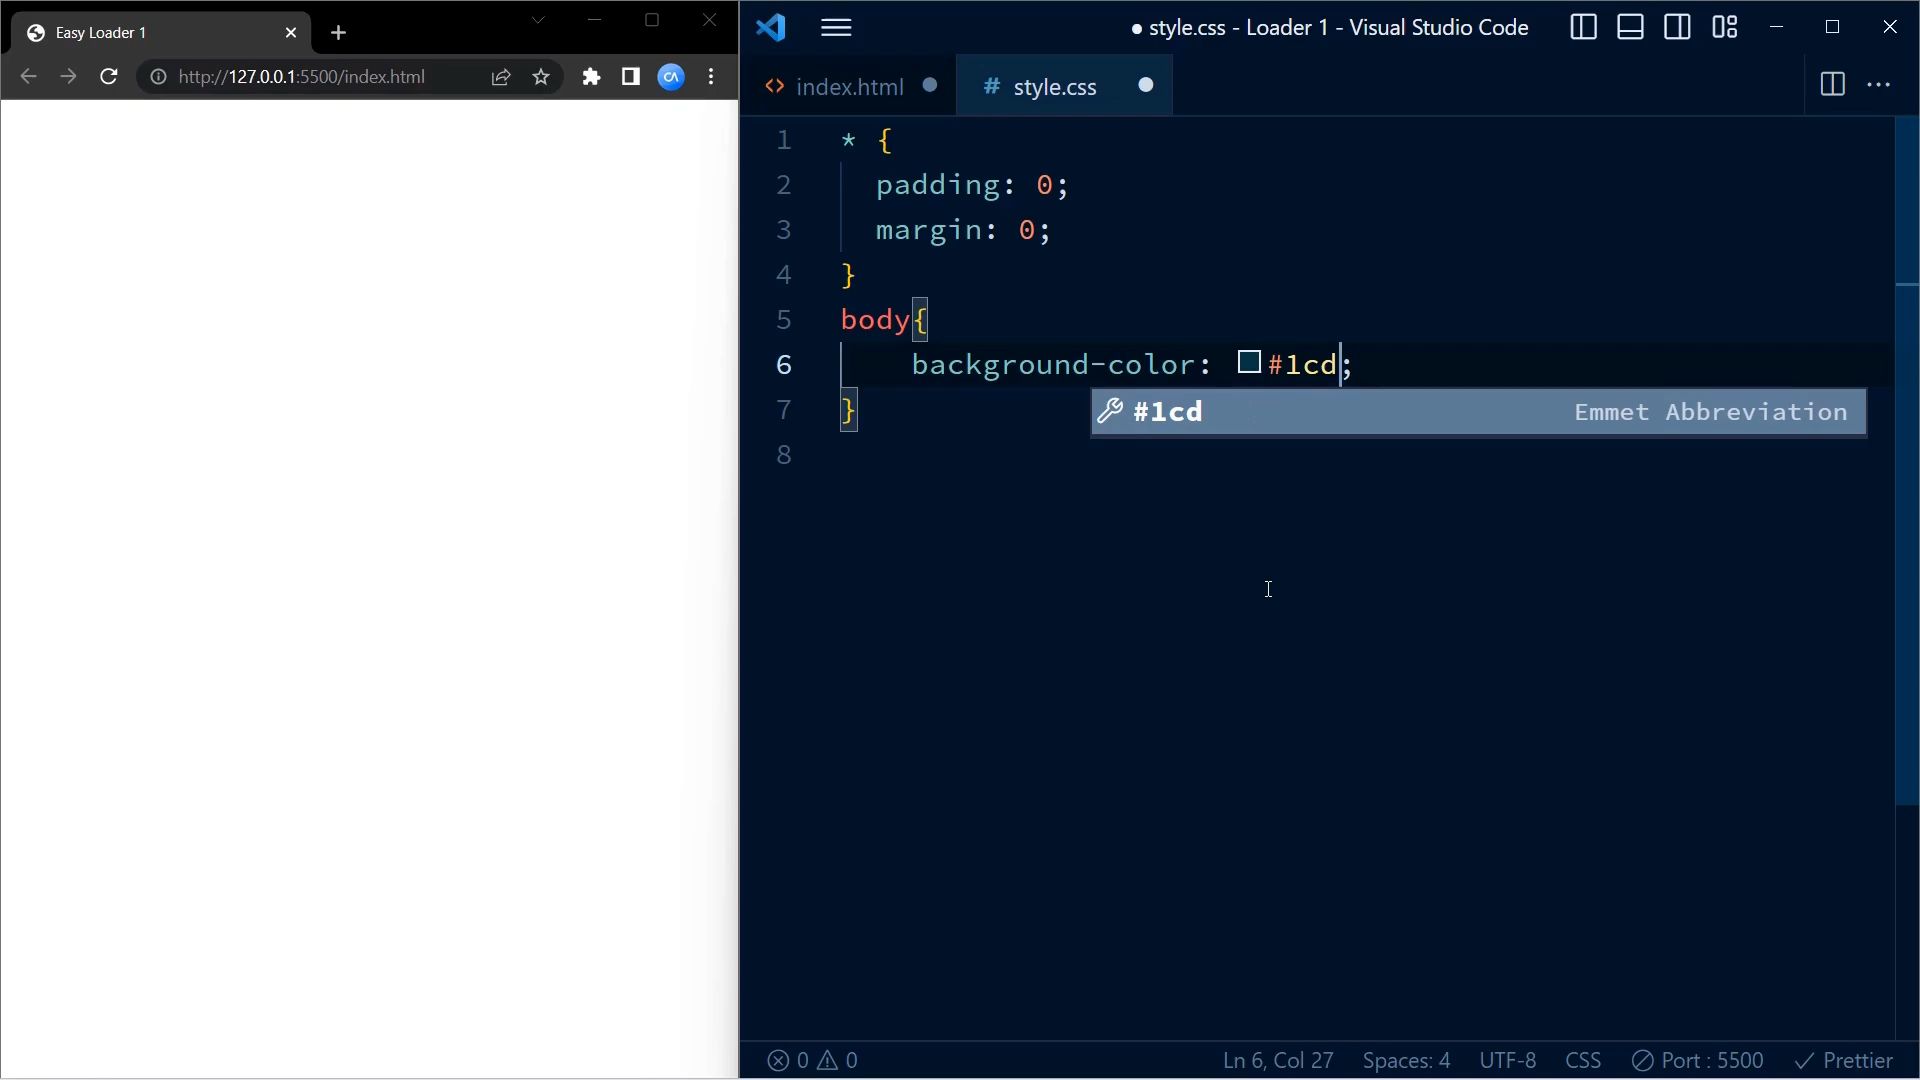 Easy Loader 1
http://127.0.0.1:5500/index.html
CA
● style.css - Loader 1 - Visual Studio Code
<> index.html ●
# style.css ●
1 * {
2 padding: 0;
3 margin: 0;
4 }
5 body{
6 background-color: #1cd;
#1cd Emmet Abbreviation
7 }
8
0 0 Ln 6, Col 27 Spaces: 4 UTF-8 CSS Port : 5500 Prettier